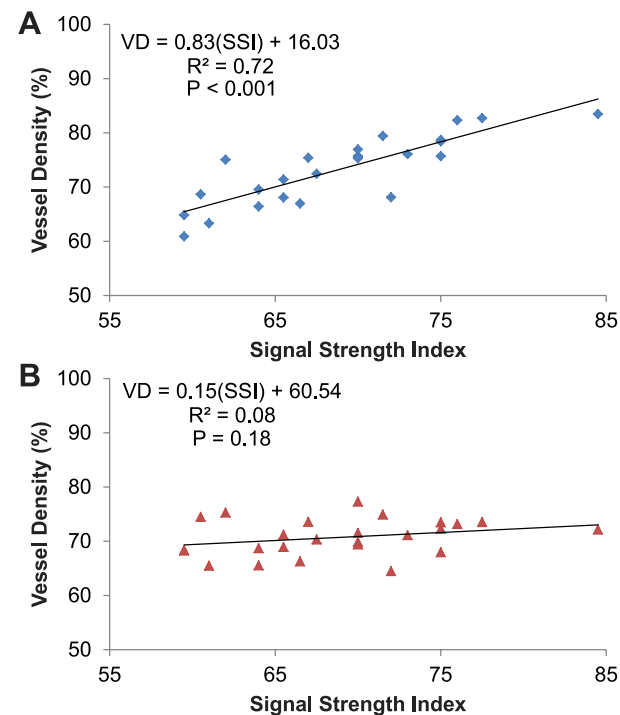 A
VD = 0.83(SSI) + 16.03
R² = 0.72
P < 0.001
Vessel Density (%)
100
90
80
70
60
50
55
65
75
85
Signal Strength Index
B
VD = 0.15(SSI) + 60.54
R² = 0.08
P = 0.18
Vessel Density (%)
100
90
80
70
60
50
55
65
75
85
Signal Strength Index